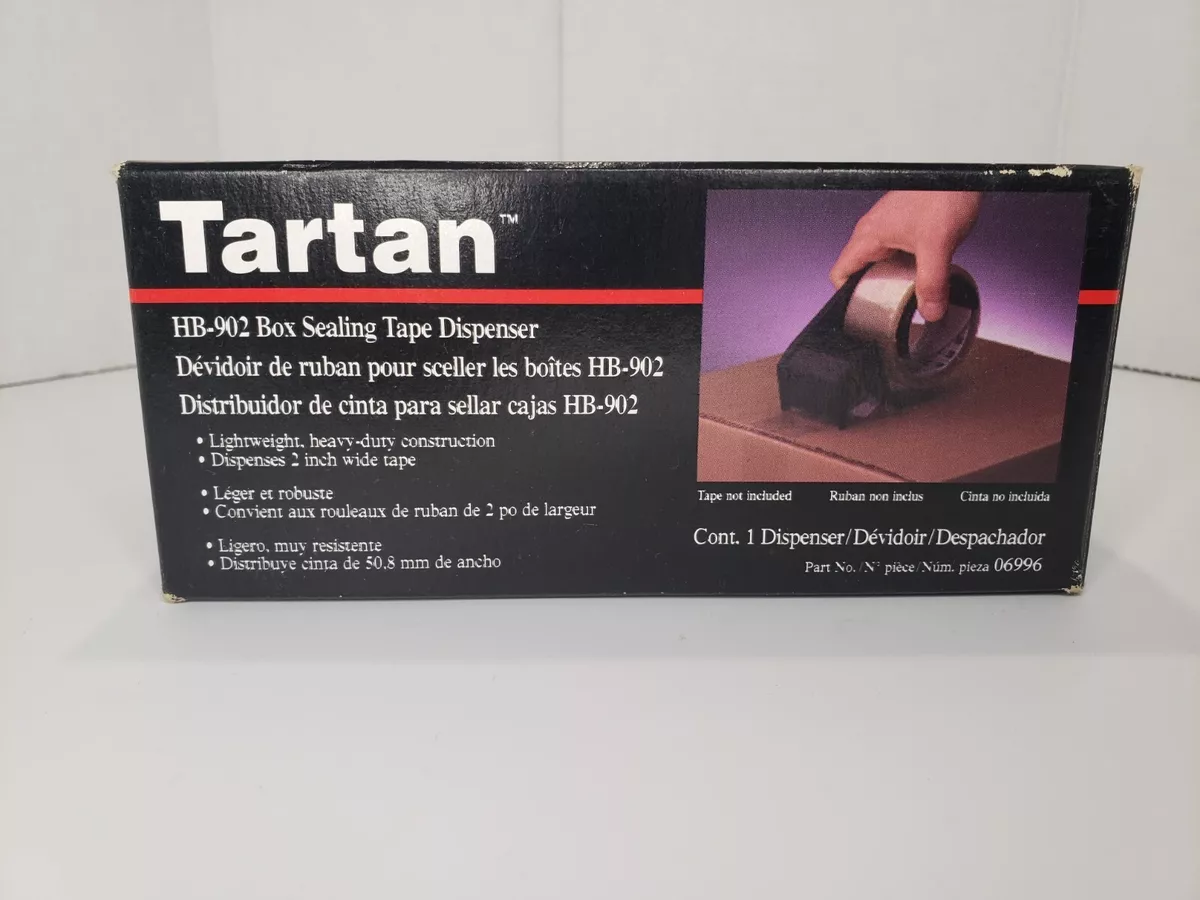 Tartan™
HB-902 Box Sealing Tape Dispenser
Dévidoir de ruban pour sceller les boîtes HB-902
Distribuidor de cinta para sellar cajas HB-902
• Lightweight, heavy-duty construction
• Dispenses 2 inch wide tape
• Léger et robuste
• Convient aux rouleaux de ruban de 2 po de largeur
• Ligero, muy resistente
• Distribuye cinta de 50,8 mm de ancho
Tape not included Ruban non inclus Cinta no incluida
Cont. 1 Dispenser/Dévidoir/Despachador
Part No./N° pièce/Núm. pieza 06996